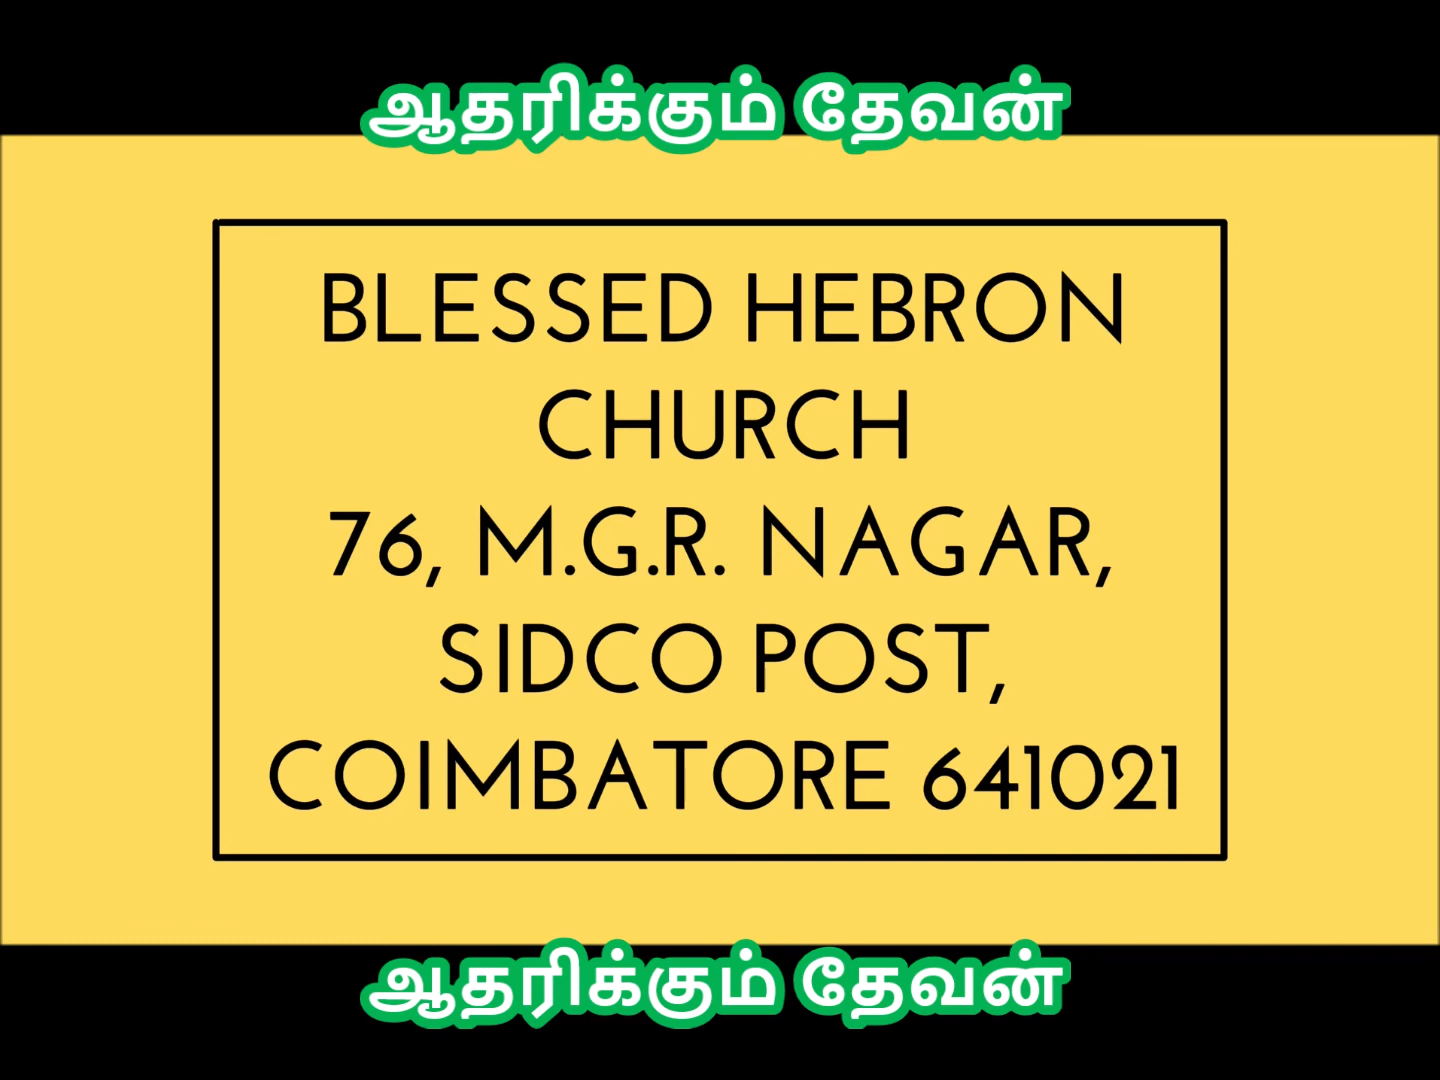 ஆதரிக்கும் தேவன்
BLESSED HEBRON
CHURCH
76, M.G.R. NAGAR,
SIDCO POST,
COIMBATORE 641021
ஆதரிக்கும் தேவன்